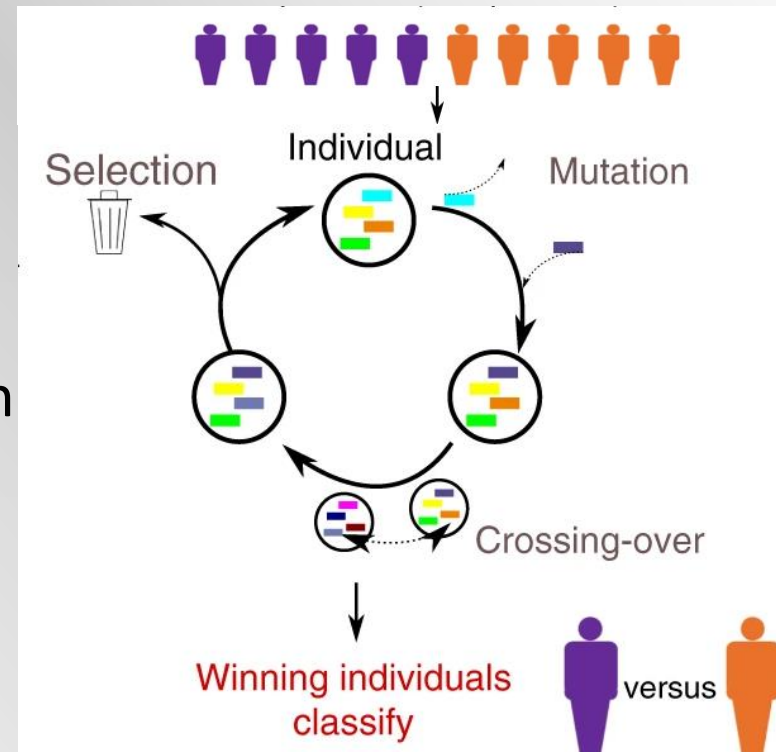 Individual
Selection
Mutation
Crossing-over
Winning individuals
classify
versus